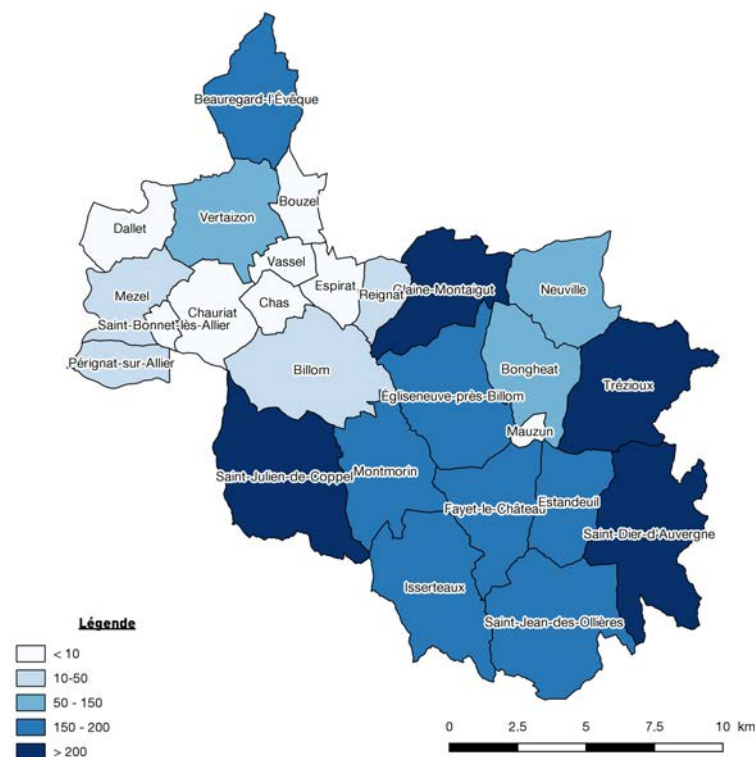 Beauregard-l'Évêque
Bouzel
Vertaizon
Dallet
Vassel
Espirat
Reignat
Glaine-Montaigut
Neuville
Mezel
Chauriat
Chas
Saint-Bonnet-lès-Allier
Pérignat-sur-Allier
Billom
Bongheat
Trézioux
Égliseneuve-près-Billom
Mauzun
Saint-Julien-de-Coppel
Montmorin
Fayet-le-Château
Estandeuil
Saint-Dier-d'Auvergne
Isserteaux
Saint-Jean-des-Ollières
Légende
< 10
10-50
50 - 150
150 - 200
> 200
0 2.5 5 7.5 10 km